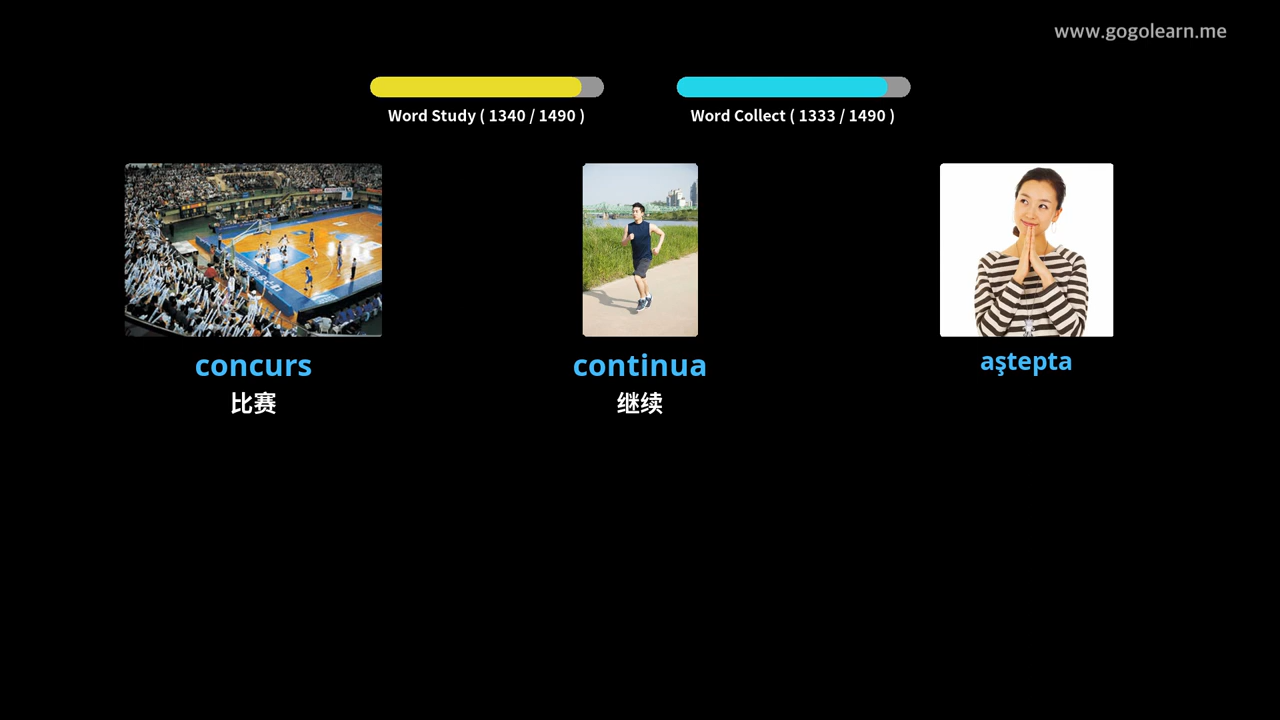 www.gogolearn.me
Word Study ( 1340 / 1490 )
Word Collect ( 1333 / 1490 )
concurs
continua
aştepta
比赛
继续